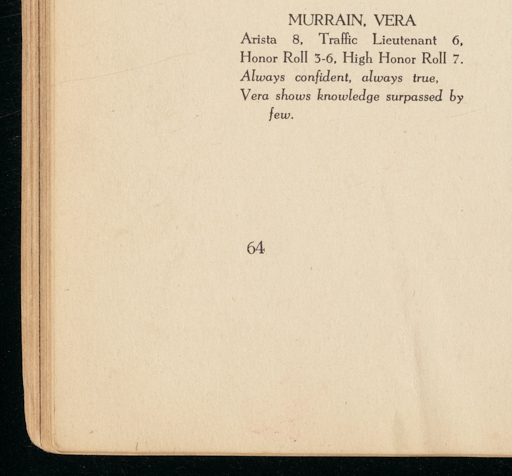 MURRAIN, VERA
Arista 8, Traffic Lieutenant 6,
Honor Roll 3-6, High Honor Roll 7.
Always confident, always true,
Vera shows knowledge surpassed by
few.
64